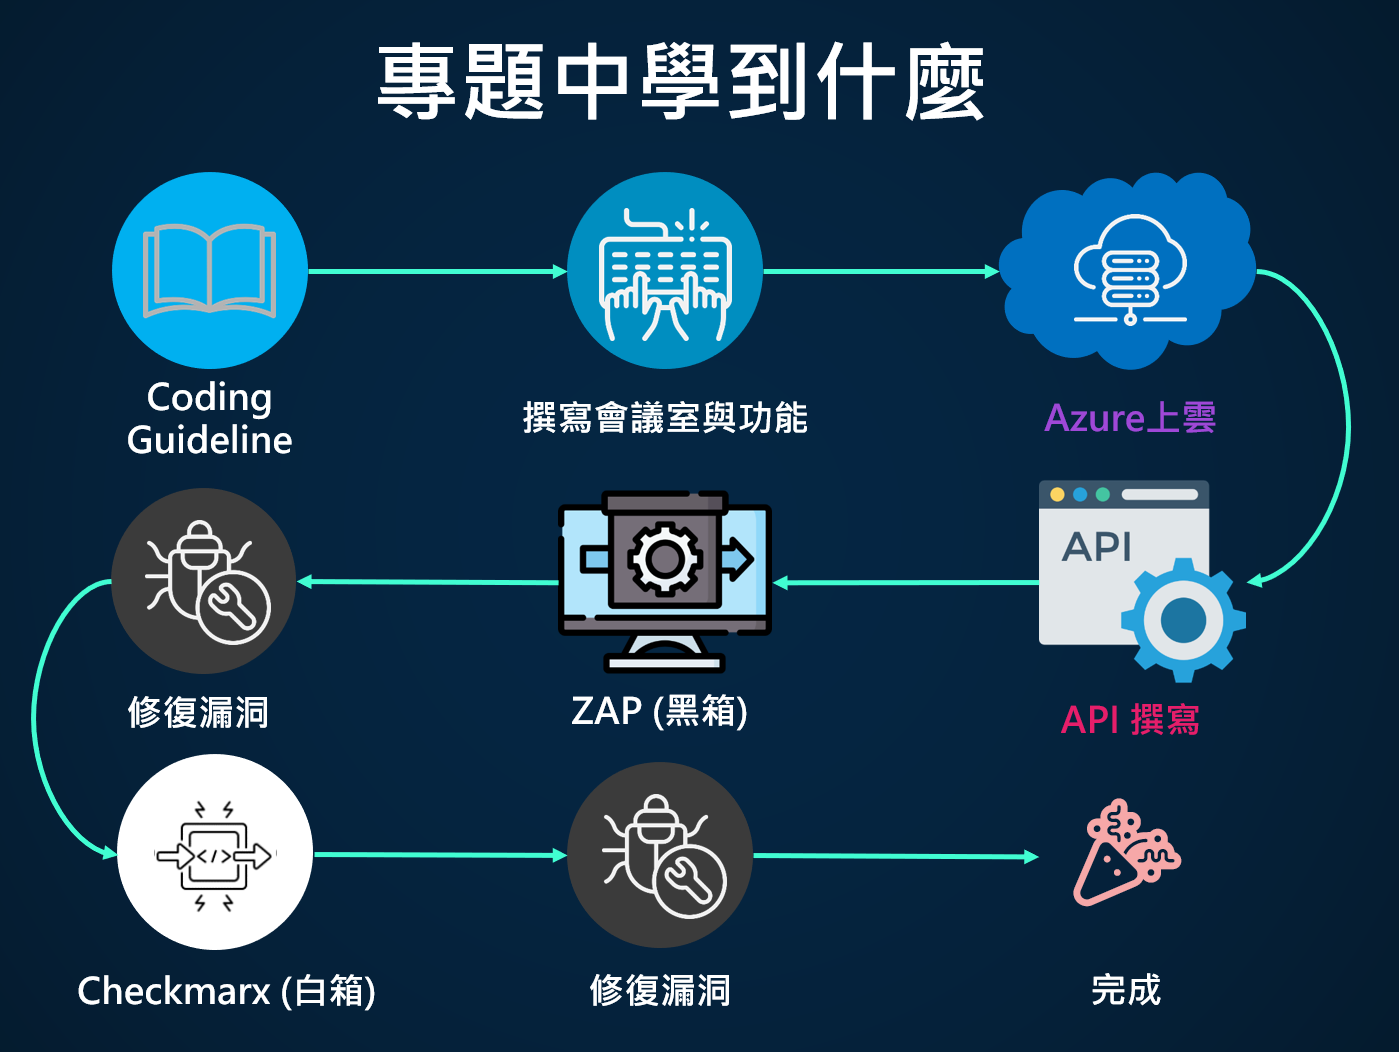 專題中學到什麼
Coding
Guideline
撰寫會議室與功能
Azure上雲
API
修復漏洞
ZAP (黑箱)
API 撰寫
</>
Checkmarx (白箱)
修復漏洞
完成